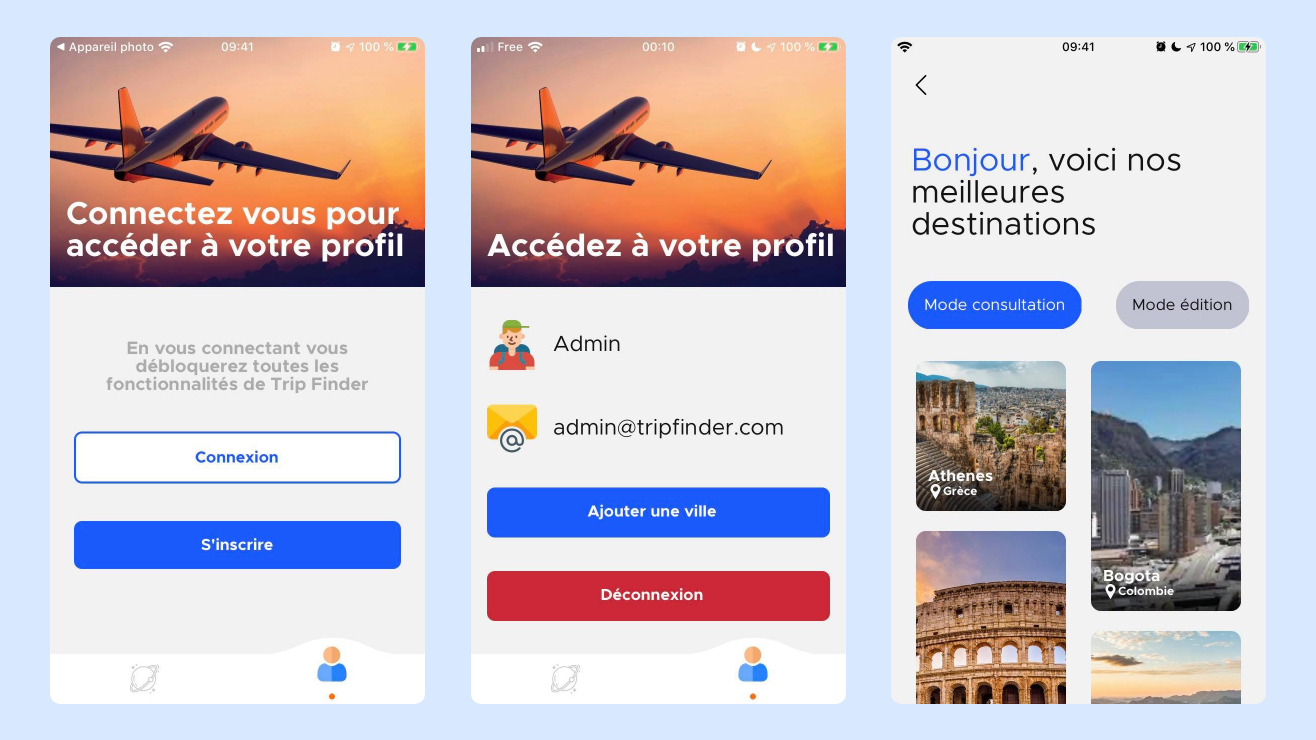 Appareil photo 09:41 100 %
Connectez vous pour
accéder à votre profil
En vous connectant vous
débloquerez toutes les
fonctionnalités de Trip Finder
Connexion
S'inscrire
Free 00:10 100 %
Accédez à votre profil
Admin
@ admin@tripfinder.com
Ajouter une ville
Déconnexion
09:41 100 %
Bonjour, voici nos
meilleures
destinations
Mode consultation Mode édition
Athenes
Grèce
Bogota
Colombie